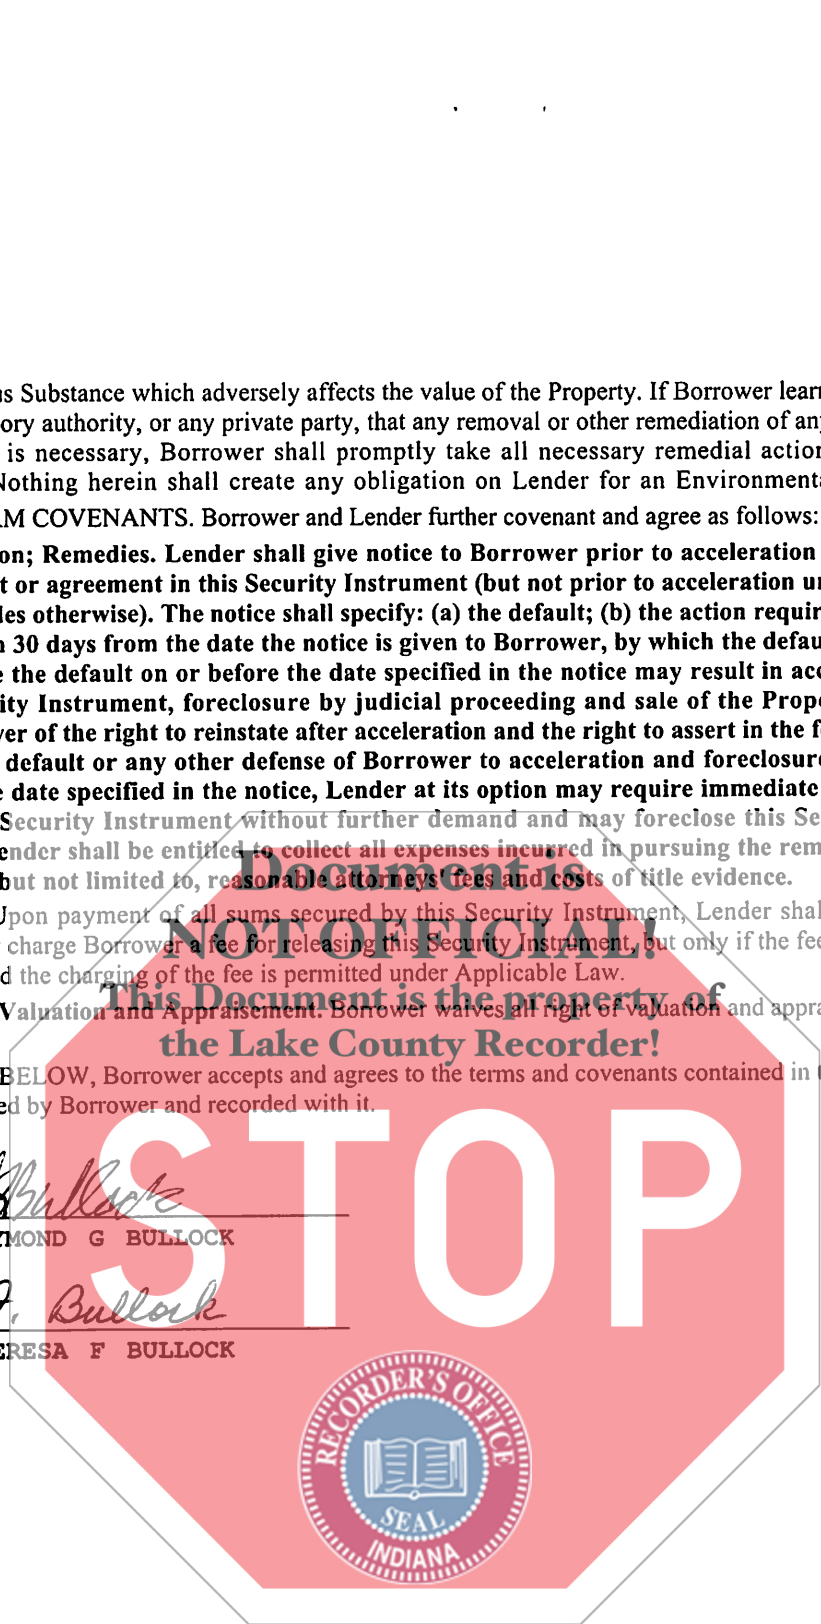 s Substance which adversely affects the value of the Property. If Borrower lear
ory authority, or any private party, that any removal or other remediation of any
is necessary, Borrower shall promptly take all necessary remedial action
Nothing herein shall create any obligation on Lender for an Environment
RM COVENANTS. Borrower and Lender further covenant and agree as follows:
on; Remedies. Lender shall give notice to Borrower prior to acceleration
t or agreement in this Security Instrument (but not prior to acceleration u
les otherwise). The notice shall specify: (a) the default; (b) the action requir
n 30 days from the date the notice is given to Borrower, by which the defau
e the default on or before the date specified in the notice may result in acc
ity Instrument, foreclosure by judicial proceeding and sale of the Prop
ver of the right to reinstate after acceleration and the right to assert in the f
default or any other defense of Borrower to acceleration and foreclosure
e date specified in the notice, Lender at its option may require immediate
Security Instrument without further demand and may foreclose this Se
ender shall be entitled to collect all expenses incurred in pursuing the rem
but not limited to, reasonable attorneys' fees and costs of title evidence.
Document is
Upon payment of all sums secured by this Security Instrument, Lender shal
NOT OFFICIAL!
charge Borrower a fee for releasing this Security Instrument, but only if the fee
d the charging of the fee is permitted under Applicable Law.
This Document is the property of
Valuation and Appraisement. Borrower waives all right of valuation and appra
the Lake County Recorder!
BELOW, Borrower accepts and agrees to the terms and covenants contained in
ed by Borrower and recorded with it.
STOP
Bullock
MOND G BULLOCK
F. Bullock
ERESA F BULLOCK
RECORDER'S OFFICE
SEAL
INDIANA